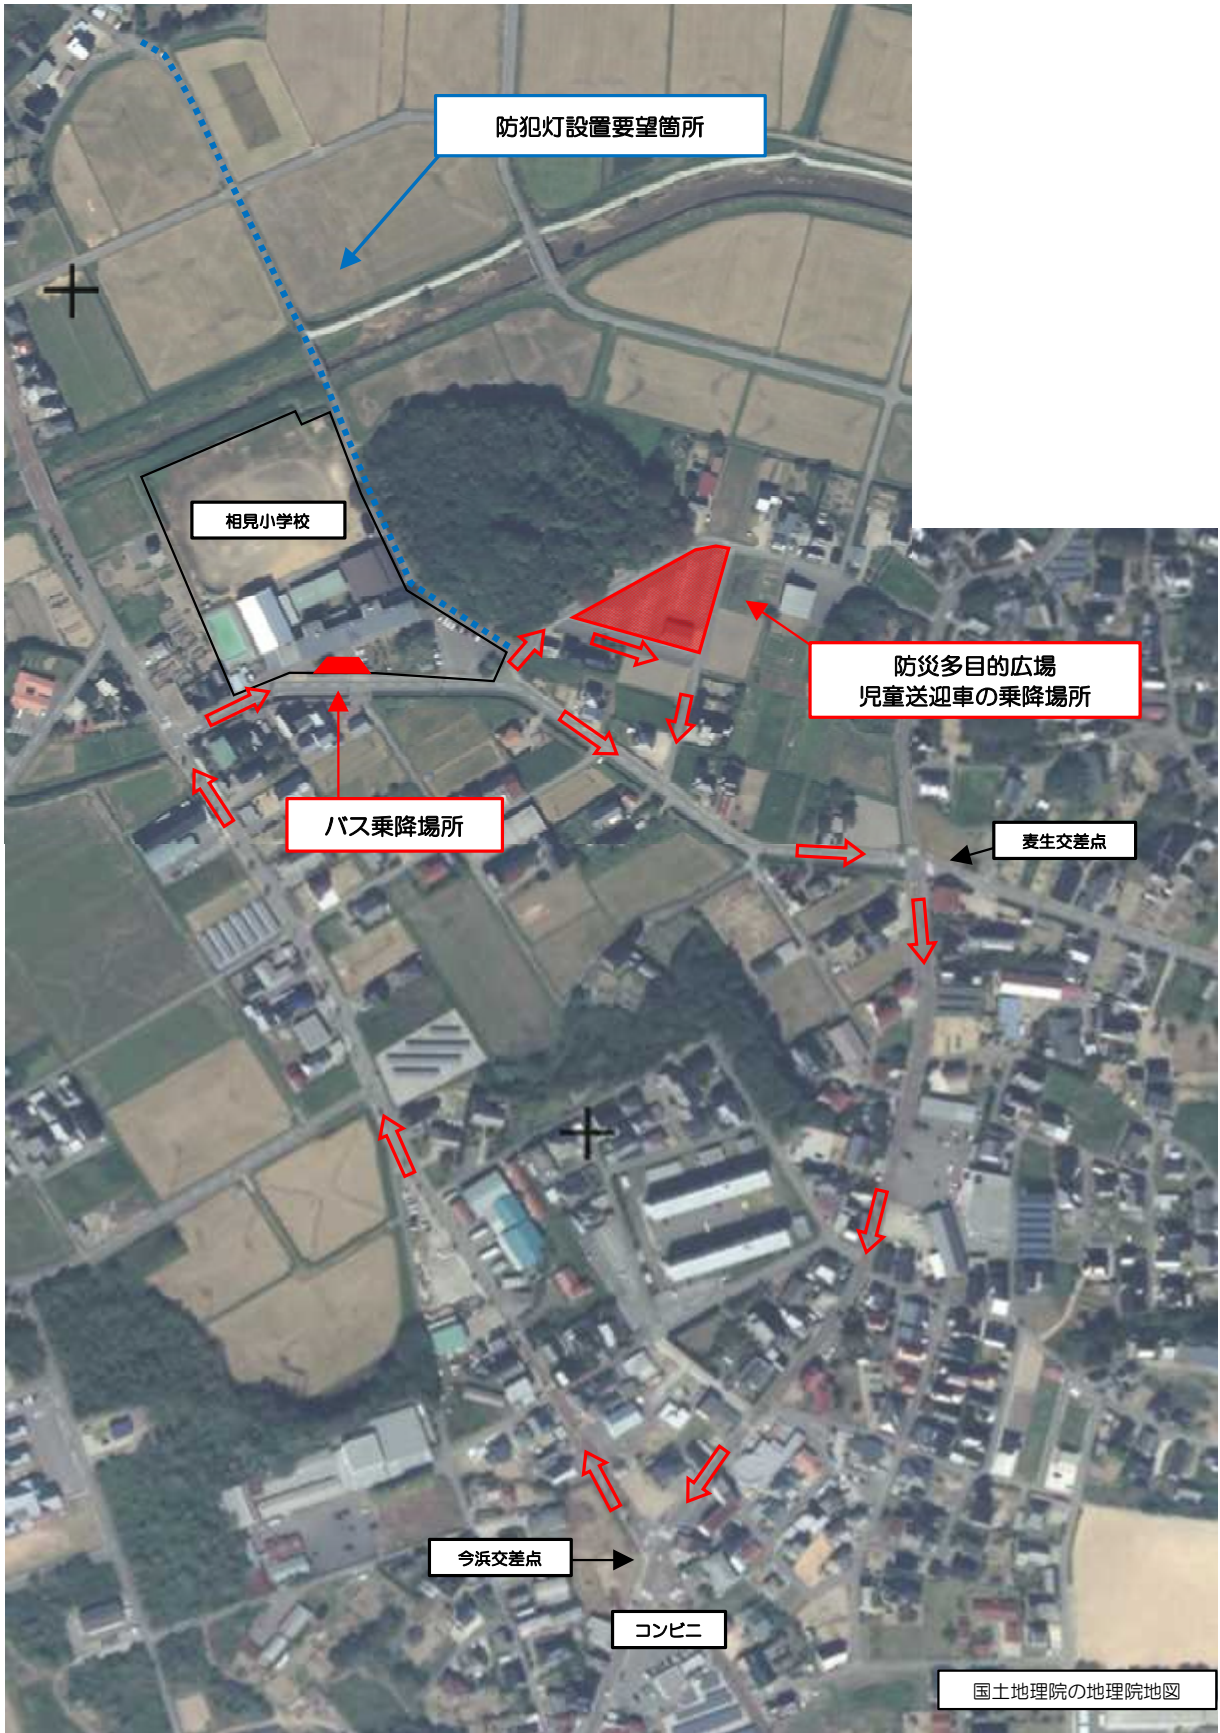 防犯灯設置要望箇所
相見小学校
防災多目的広場
児童送迎車の乗降場所
バス乗降場所
麦生交差点
今浜交差点
コンビニ
国土地理院の地理院地図